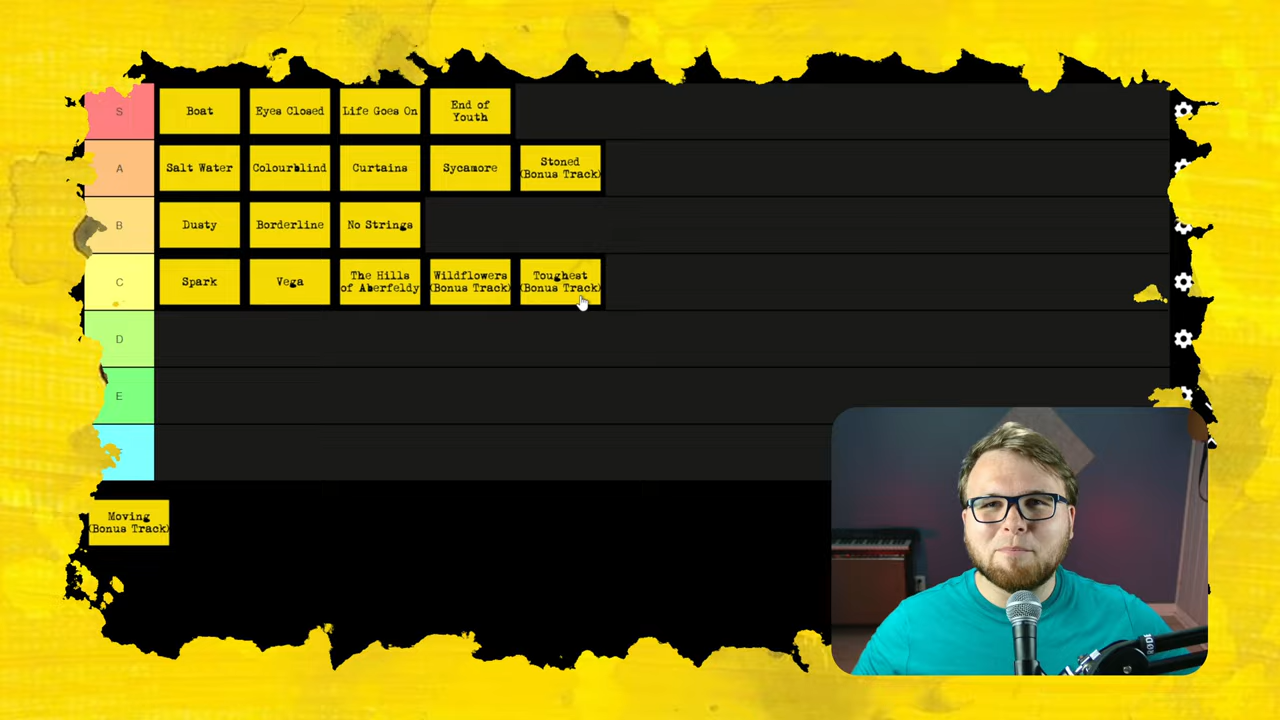 S
Boat
Eyes Closed
Life Goes On
End of
Youth
A
Salt Water
Colourblind
Curtains
Sycamore
Stoned
(Bonus Track)
B
Dusty
Borderline
No Strings
C
Spark
Vega
The Hills
of Aberfeldy
Wildflowers
(Bonus Track)
Toughest
(Bonus Track)
D
E
Moving
(Bonus Track)
RØDE